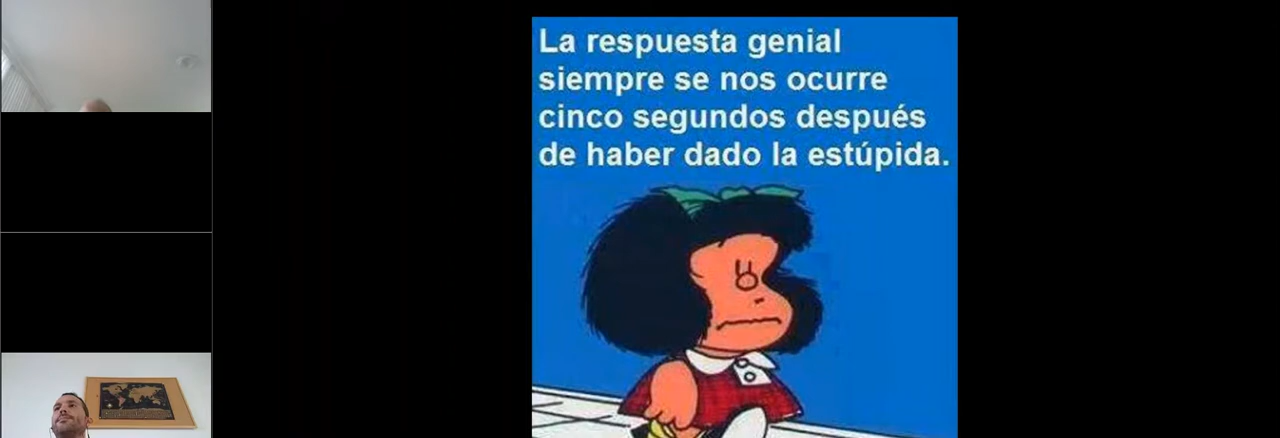 La respuesta genial
siempre se nos ocurre
cinco segundos después
de haber dado la estúpida.